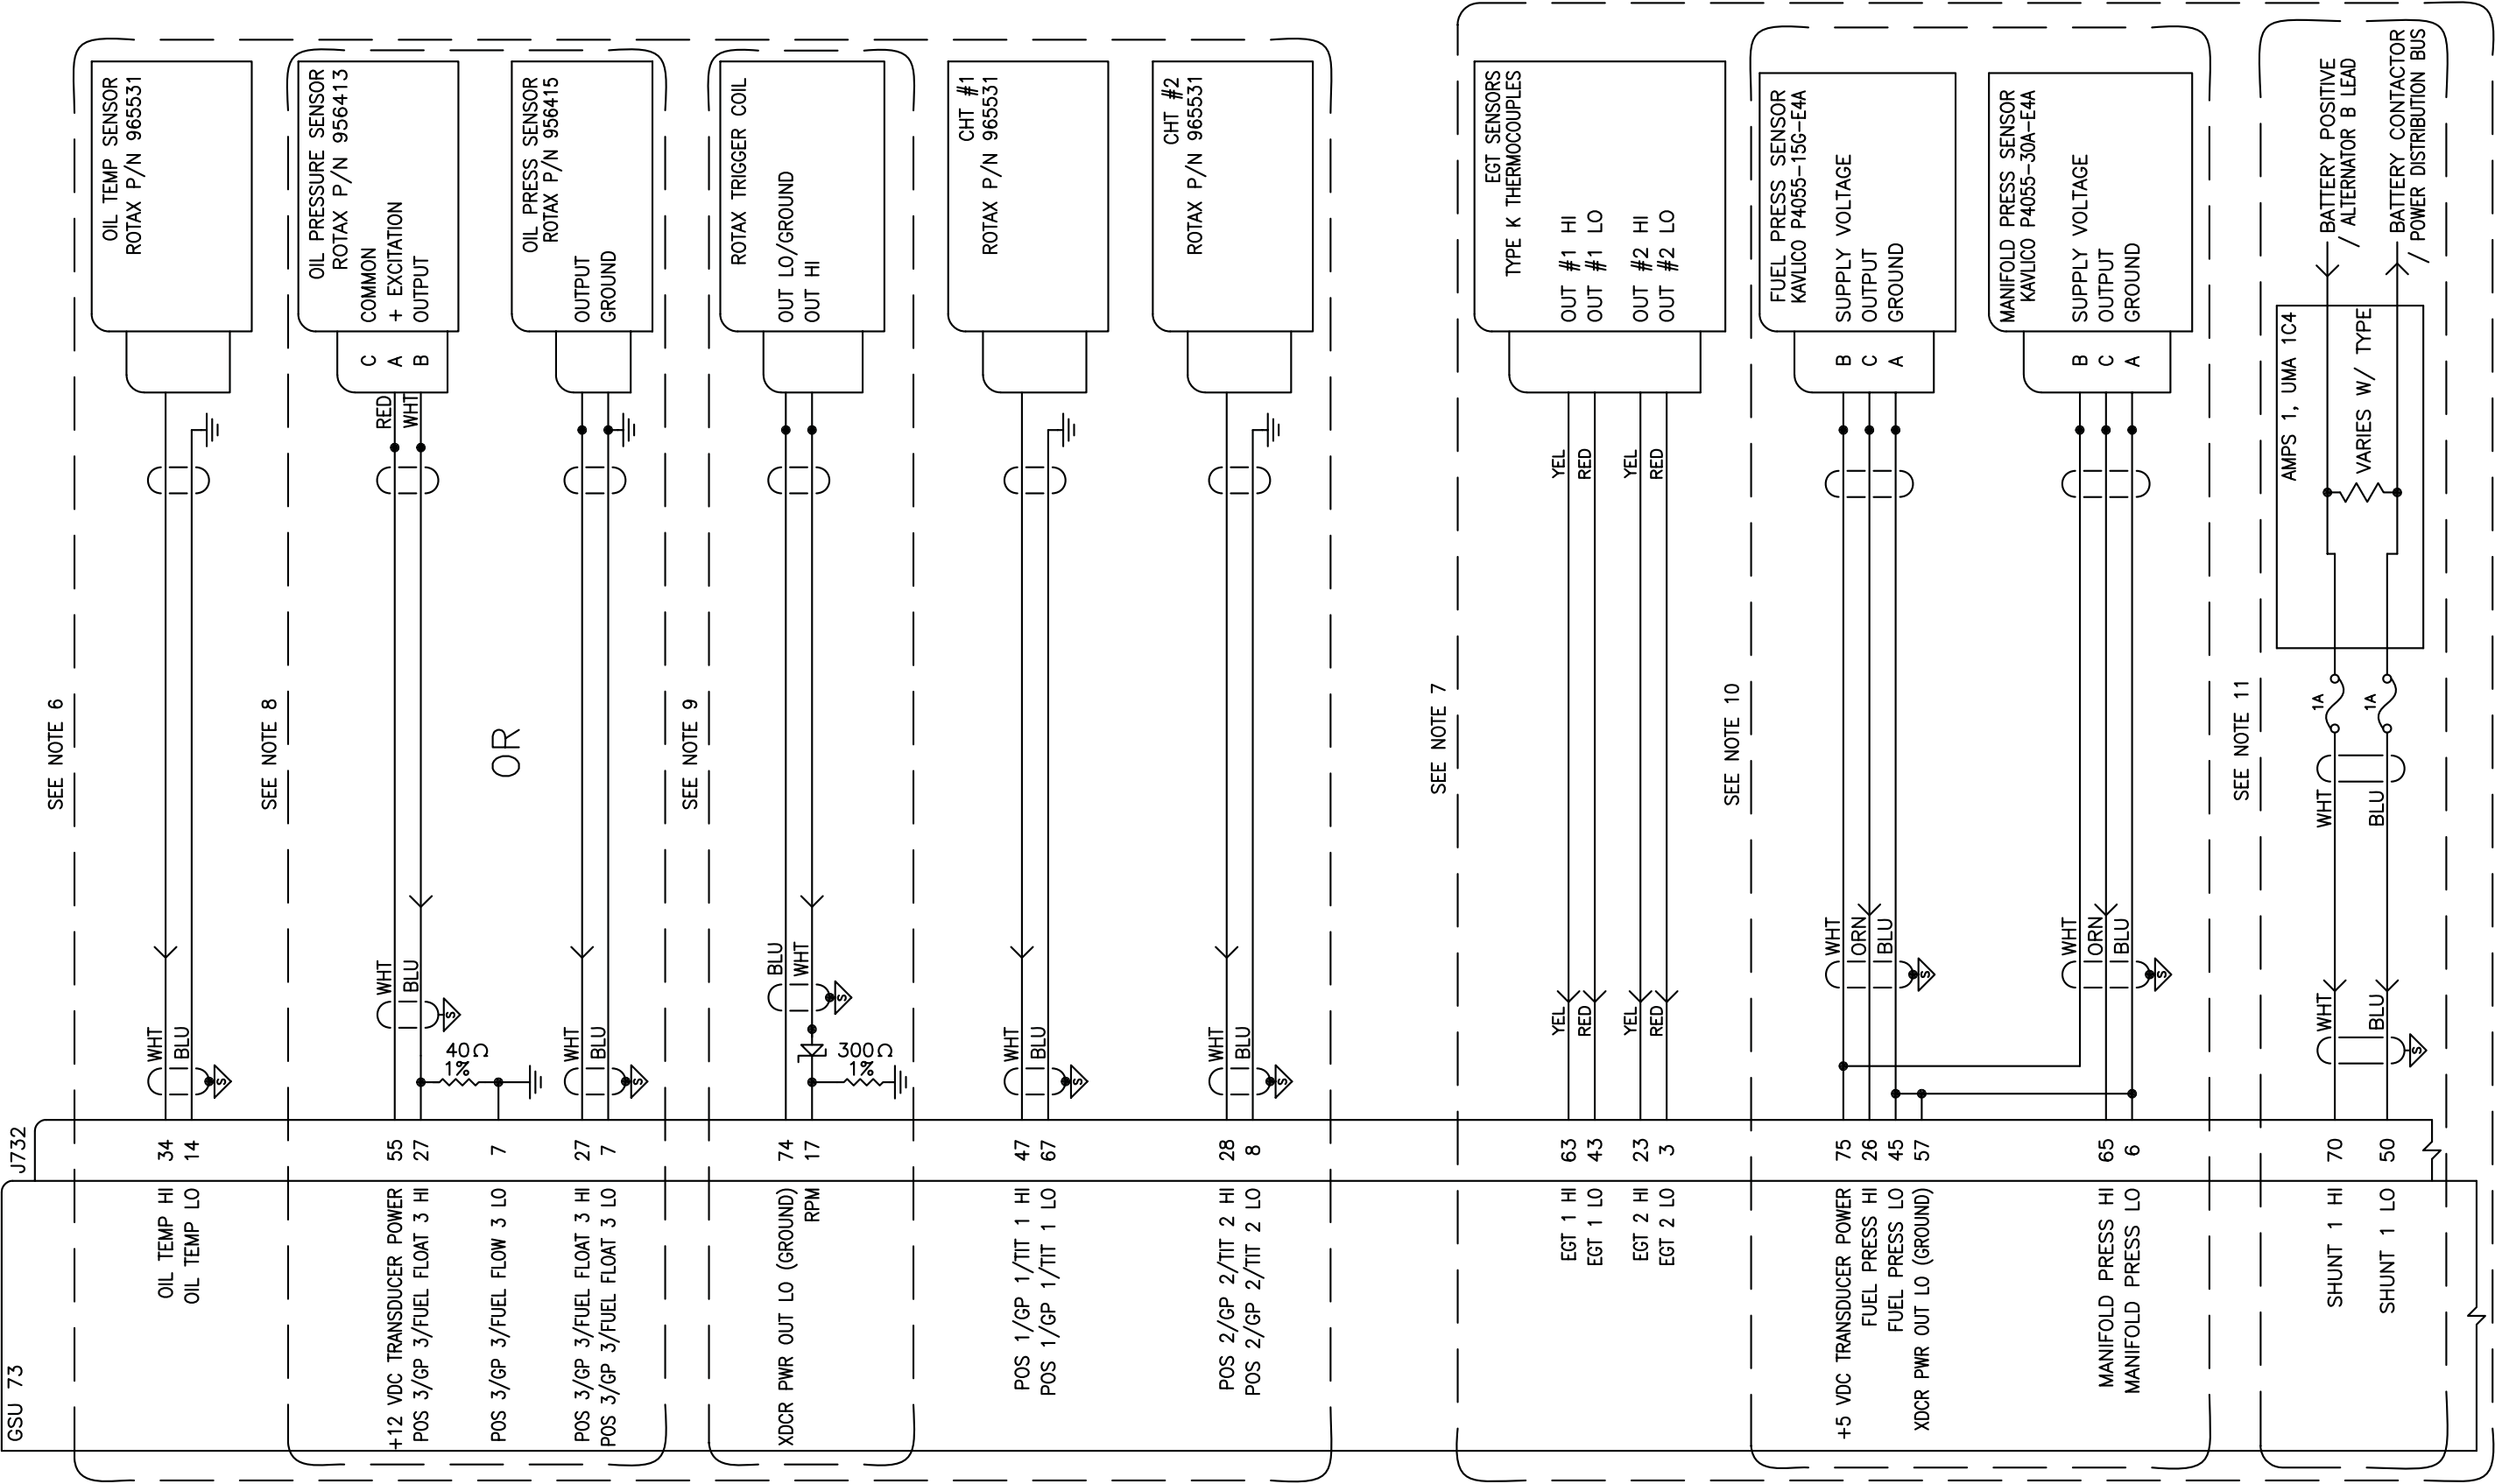 GSU 73
J732
SEE NOTE 6
OIL TEMP HI
34
WHT
OIL TEMP LO
14
BLU
S
OIL TEMP SENSOR
ROTAX P/N 965531
SEE NOTE 8
+12 VDC TRANSDUCER POWER
55
WHT
RED
A
+ EXCITATION
POS 3/GP 3/FUEL FLOAT 3 HI
27
BLU
WHT
B
OUTPUT
C
COMMON
S
40Ω
1%
OIL PRESSURE SENSOR
ROTAX P/N 956413
POS 3/GP 3/FUEL FLOW 3 LO
7
OR
POS 3/GP 3/FUEL FLOAT 3 HI
27
WHT
OUTPUT
POS 3/GP 3/FUEL FLOAT 3 LO
7
BLU
GROUND
S
OIL PRESS SENSOR
ROTAX P/N 956415
SEE NOTE 9
XDCR PWR OUT LO (GROUND)
74
BLU
OUT LO/GROUND
RPM
17
WHT
OUT HI
S
300Ω
1%
ROTAX TRIGGER COIL
POS 1/GP 1/TIT 1 HI
47
WHT
POS 1/GP 1/TIT 1 LO
67
BLU
S
CHT #1
ROTAX P/N 965531
POS 2/GP 2/TIT 2 HI
28
WHT
POS 2/GP 2/TIT 2 LO
8
BLU
S
CHT #2
ROTAX P/N 965531
SEE NOTE 7
EGT SENSORS
TYPE K THERMOCOUPLES
EGT 1 HI
63
YEL
YEL
OUT #1 HI
EGT 1 LO
43
RED
RED
OUT #1 LO
EGT 2 HI
23
YEL
YEL
OUT #2 HI
EGT 2 LO
3
RED
RED
OUT #2 LO
SEE NOTE 10
FUEL PRESS SENSOR
KAVLICO P4055-15G-E4A
+5 VDC TRANSDUCER POWER
75
WHT
B
SUPPLY VOLTAGE
FUEL PRESS HI
26
ORN
C
OUTPUT
FUEL PRESS LO
45
BLU
A
GROUND
XDCR PWR OUT LO (GROUND)
57
S
MANIFOLD PRESS SENSOR
KAVLICO P4055-30A-E4A
WHT
B
SUPPLY VOLTAGE
MANIFOLD PRESS HI
65
ORN
C
OUTPUT
MANIFOLD PRESS LO
6
BLU
A
GROUND
S
SEE NOTE 11
AMPS 1, UMA 1C4
VARIES W/ TYPE
SHUNT 1 HI
70
WHT
WHT
1A
BATTERY POSITIVE
/ ALTERNATOR B LEAD
SHUNT 1 LO
50
BLU
BLU
1A
BATTERY CONTACTOR
/ POWER DISTRIBUTION BUS
S